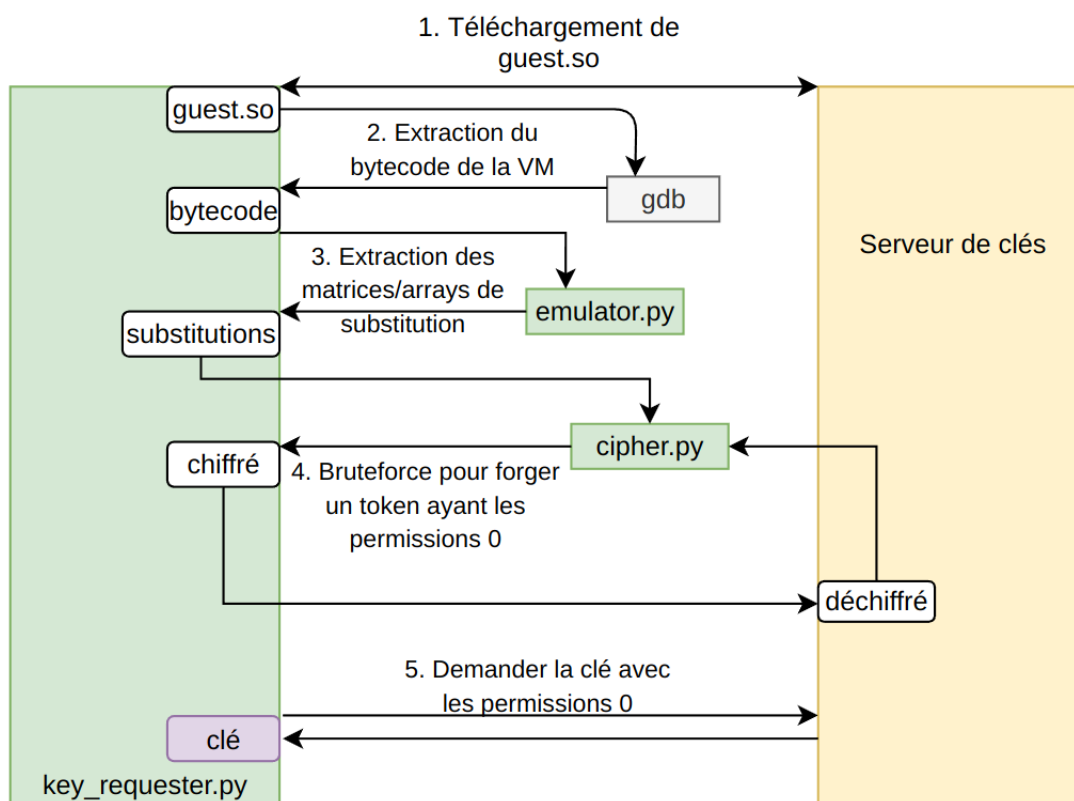 1. Téléchargement de
guest.so
guest.so
2. Extraction du
bytecode de la VM
gdb
bytecode
Serveur de clés
3. Extraction des
matrices/arrays de
substitution
emulator.py
substitutions
cipher.py
chiffré
4. Bruteforce pour forger
un token ayant les
permissions 0
déchiffré
5. Demander la clé avec
les permissions 0
clé
key_requester.py